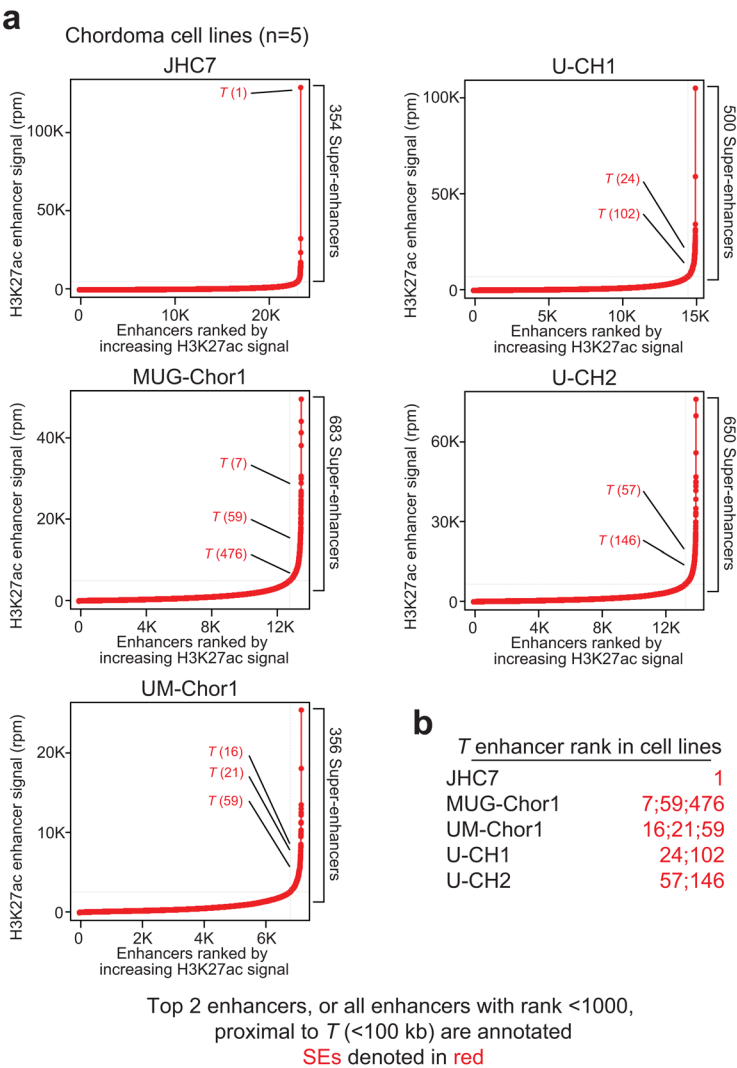 a
Chordoma cell lines (n=5)
JHC7
H3K27ac enhancer signal (rpm)
100K
50K
0
T (1)
354 Super-enhancers
0 10K 20K
Enhancers ranked by
increasing H3K27ac signal
U-CH1
H3K27ac enhancer signal (rpm)
100K
50K
0
T (24)
T (102)
500 Super-enhancers
0 5K 10K 15K
Enhancers ranked by
increasing H3K27ac signal
MUG-Chor1
H3K27ac enhancer signal (rpm)
40K
20K
0
T (7)
T (59)
T (476)
683 Super-enhancers
0 4K 8K 12K
Enhancers ranked by
increasing H3K27ac signal
U-CH2
H3K27ac enhancer signal (rpm)
60K
30K
0
T (57)
T (146)
650 Super-enhancers
0 4K 8K 12K
Enhancers ranked by
increasing H3K27ac signal
UM-Chor1
H3K27ac enhancer signal (rpm)
20K
10K
0
T (16)
T (21)
T (59)
356 Super-enhancers
0 2K 4K 6K
Enhancers ranked by
increasing H3K27ac signal
b
T enhancer rank in cell lines
JHC7 1
MUG-Chor1 7;59;476
UM-Chor1 16;21;59
U-CH1 24;102
U-CH2 57;146
Top 2 enhancers, or all enhancers with rank <1000,
proximal to T (<100 kb) are annotated
SEs denoted in red